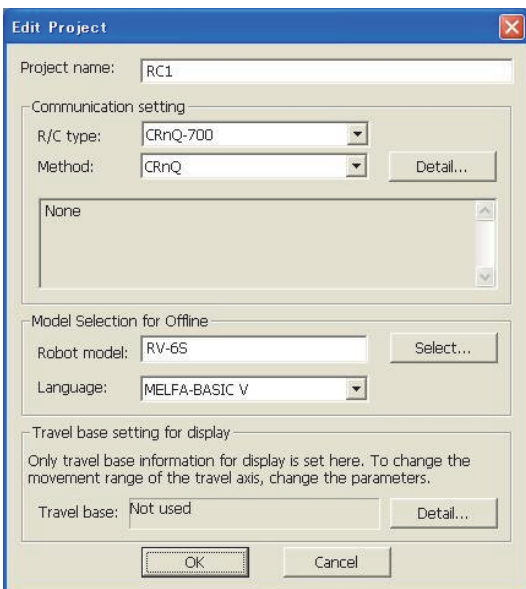 Edit Project
Project name: RC1
Communication setting
R/C type: CRnQ-700
Method: CRnQ Detail...
None
Model Selection for Offline
Robot model: RV-6S Select...
Language: MELFA-BASIC V
Travel base setting for display
Only travel base information for display is set here. To change the
movement range of the travel axis, change the parameters.
Travel base: Not used Detail...
OK Cancel